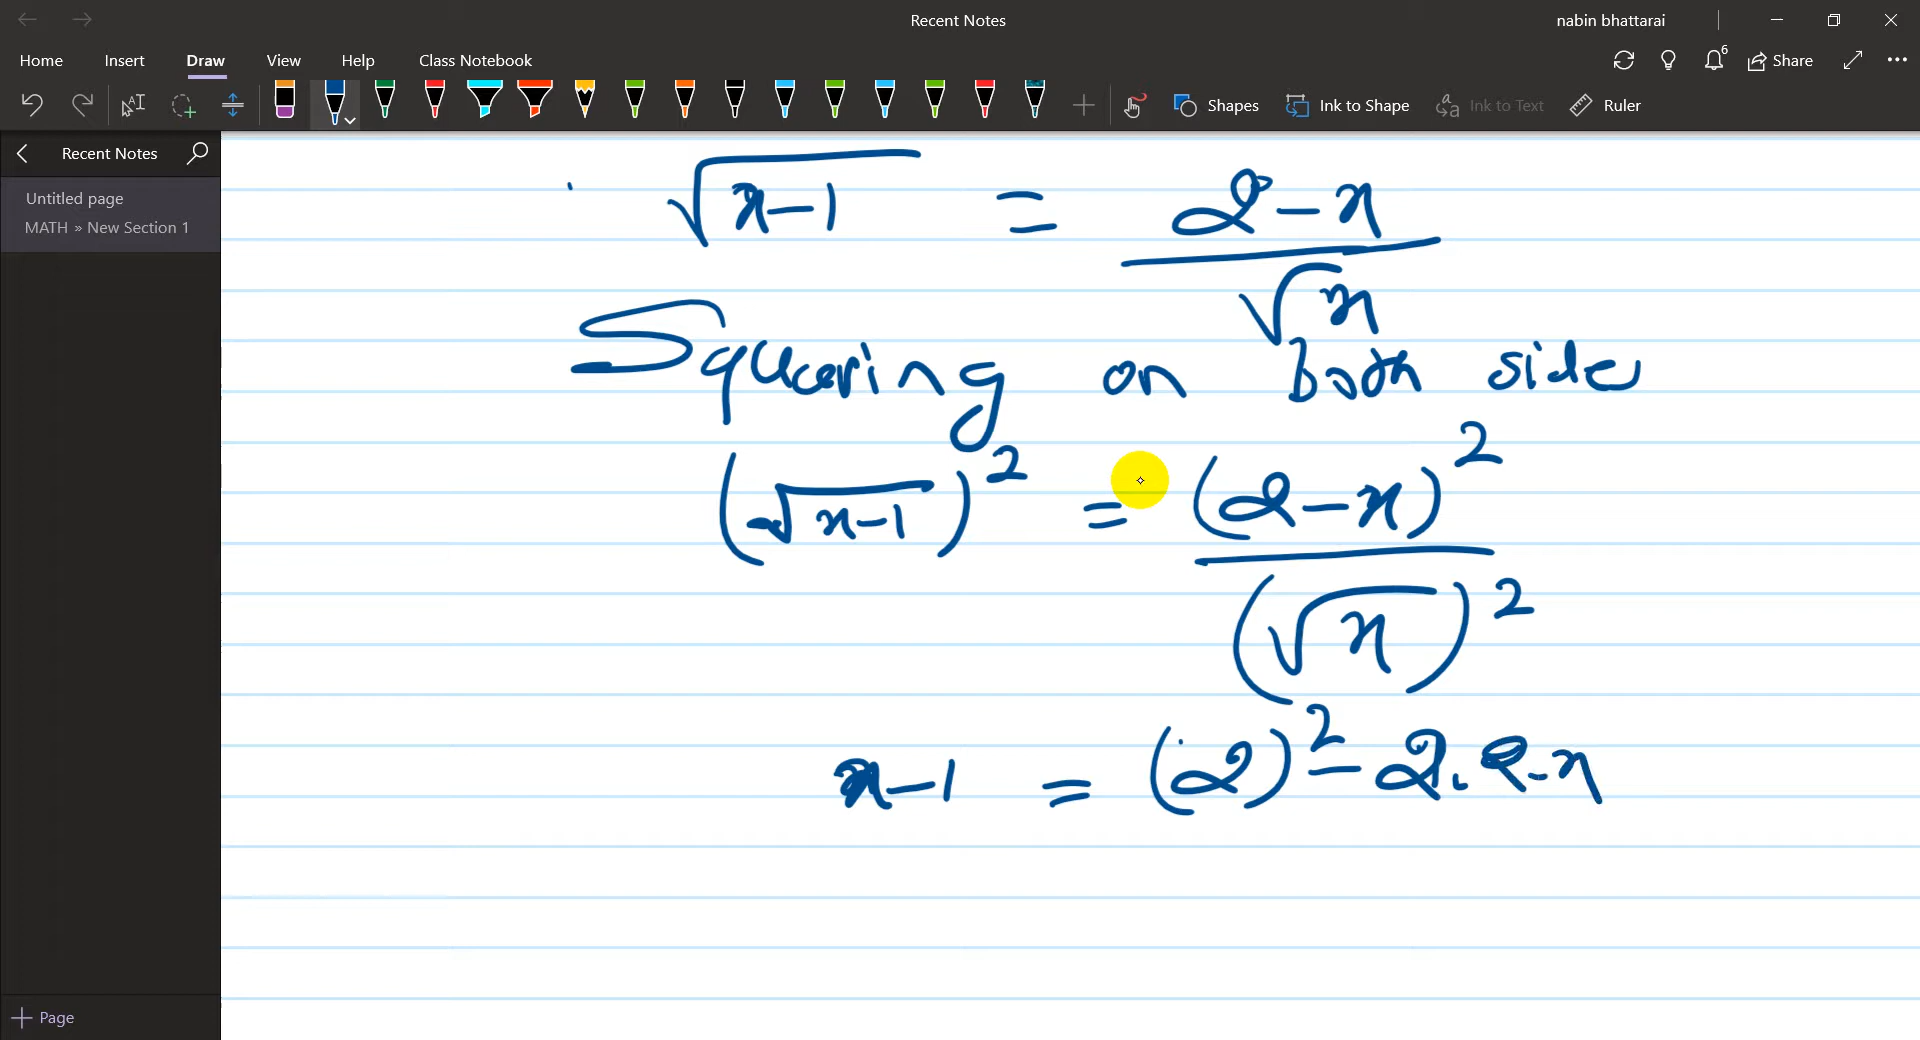 Recent Notes
nabin bhattarai
Home Insert Draw View Help Class Notebook
6
Share
Shapes Ink to Shape Ink to Text Ruler
Recent Notes
Untitled page
MATH » New Section 1
√(x-1) = (2-x)/√x
Squaring on both side
(√(x-1))² = (2-x)²/(√x)²
x-1 = (2)² - 2.2.x
Page